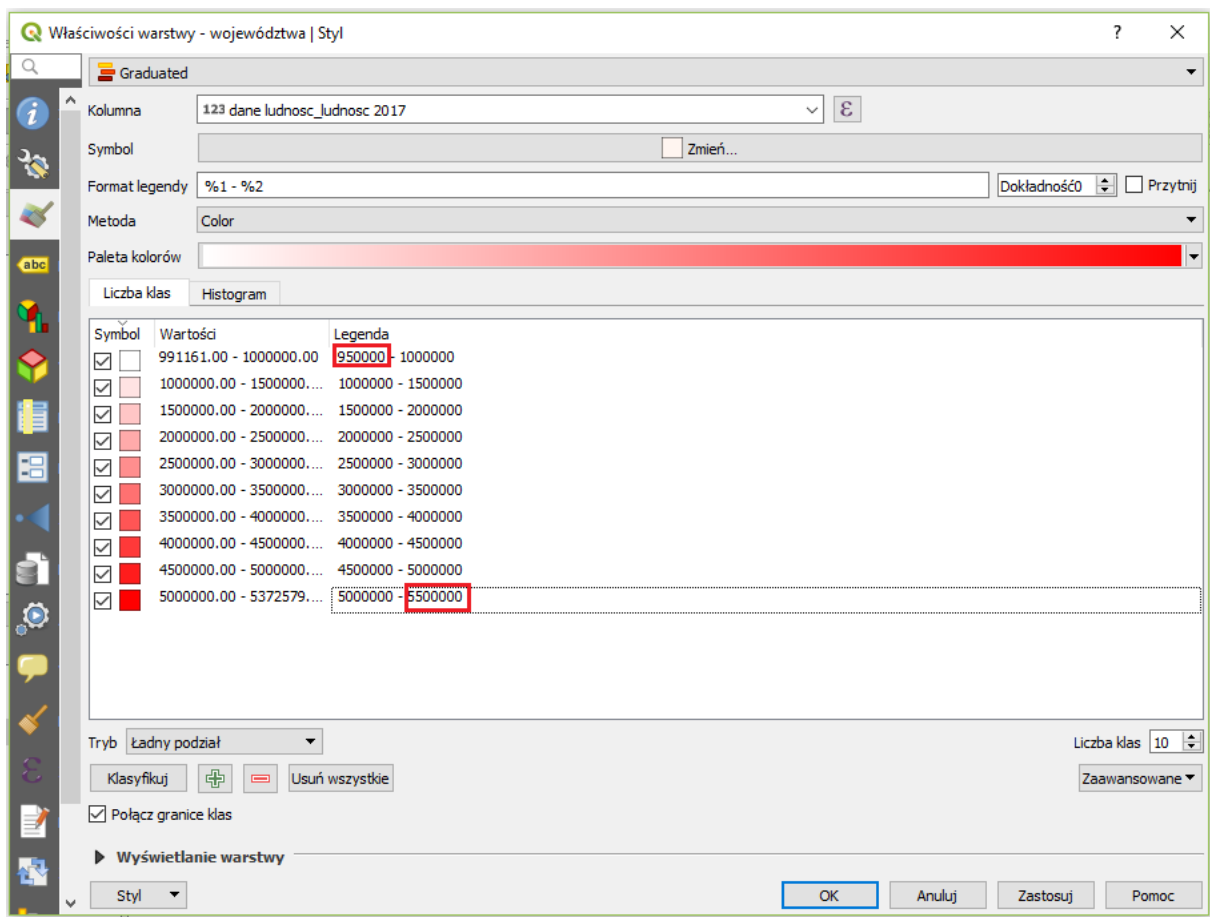 Właściwości warstwy - województwa | Styl ? ×
Graduated
Kolumna 123 dane ludnosc_ludnosc 2017 ε
Symbol Zmień...
Format legendy %1 - %2 Dokładność0 Przytnij
Metoda Color
abc Paleta kolorów
Liczba klas Histogram
Symbol Wartości Legenda
991161.00 - 1000000.00 950000 - 1000000
1000000.00 - 1500000.... 1000000 - 1500000
1500000.00 - 2000000.... 1500000 - 2000000
2000000.00 - 2500000.... 2000000 - 2500000
2500000.00 - 3000000.... 2500000 - 3000000
3000000.00 - 3500000.... 3000000 - 3500000
3500000.00 - 4000000.... 3500000 - 4000000
4000000.00 - 4500000.... 4000000 - 4500000
4500000.00 - 5000000.... 4500000 - 5000000
5000000.00 - 5372579.... 5000000 - 5500000
Tryb Ładny podział Liczba klas 10
Klasyfikuj Usuń wszystkie Zaawansowane
Połącz granice klas
Wyświetlanie warstwy
Styl OK Anuluj Zastosuj Pomoc